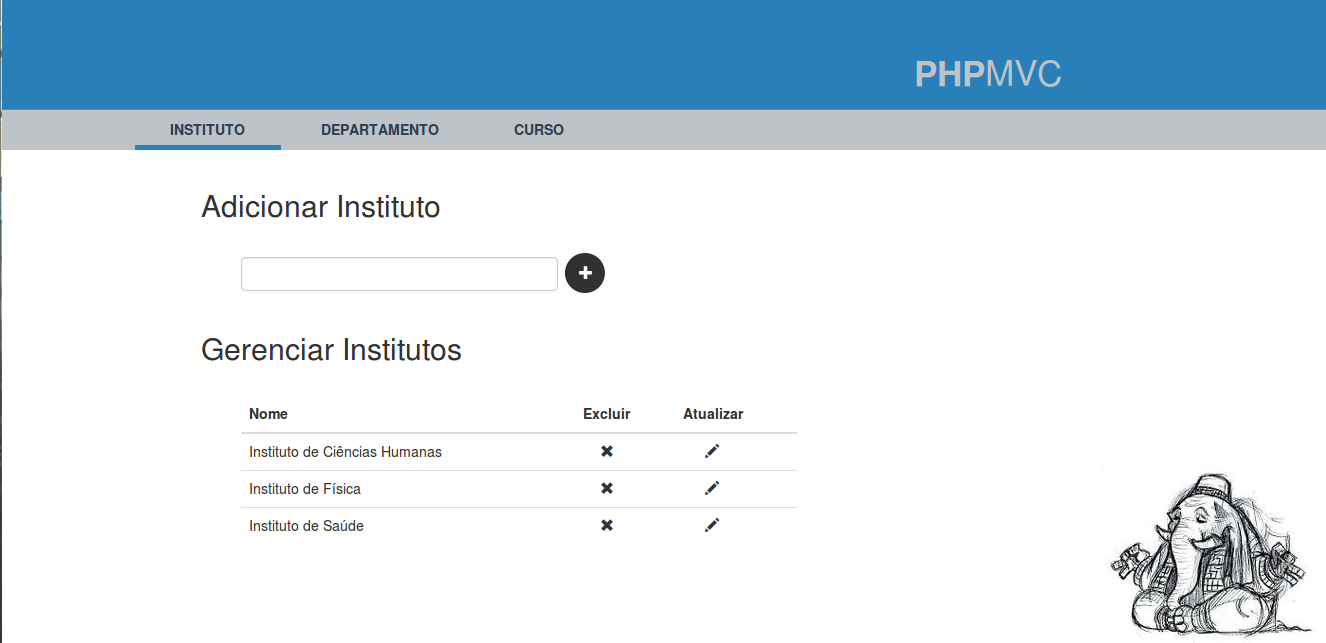 PHPMVC
INSTITUTO DEPARTAMENTO CURSO
Adicionar Instituto
Gerenciar Institutos
Nome Excluir Atualizar
Instituto de Ciências Humanas
Instituto de Física
Instituto de Saúde